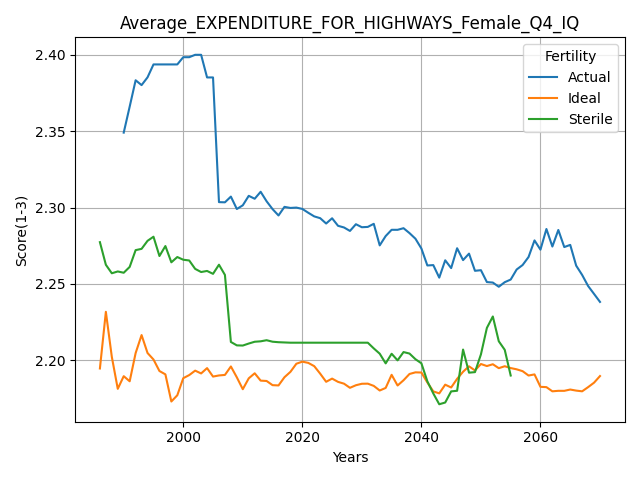 Average_EXPENDITURE_FOR_HIGHWAYS_Female_Q4_IQ
Fertility
Actual
Ideal
Sterile
Score(1-3)
2.40
2.35
2.30
2.25
2.20
2000
2020
2040
2060
Years